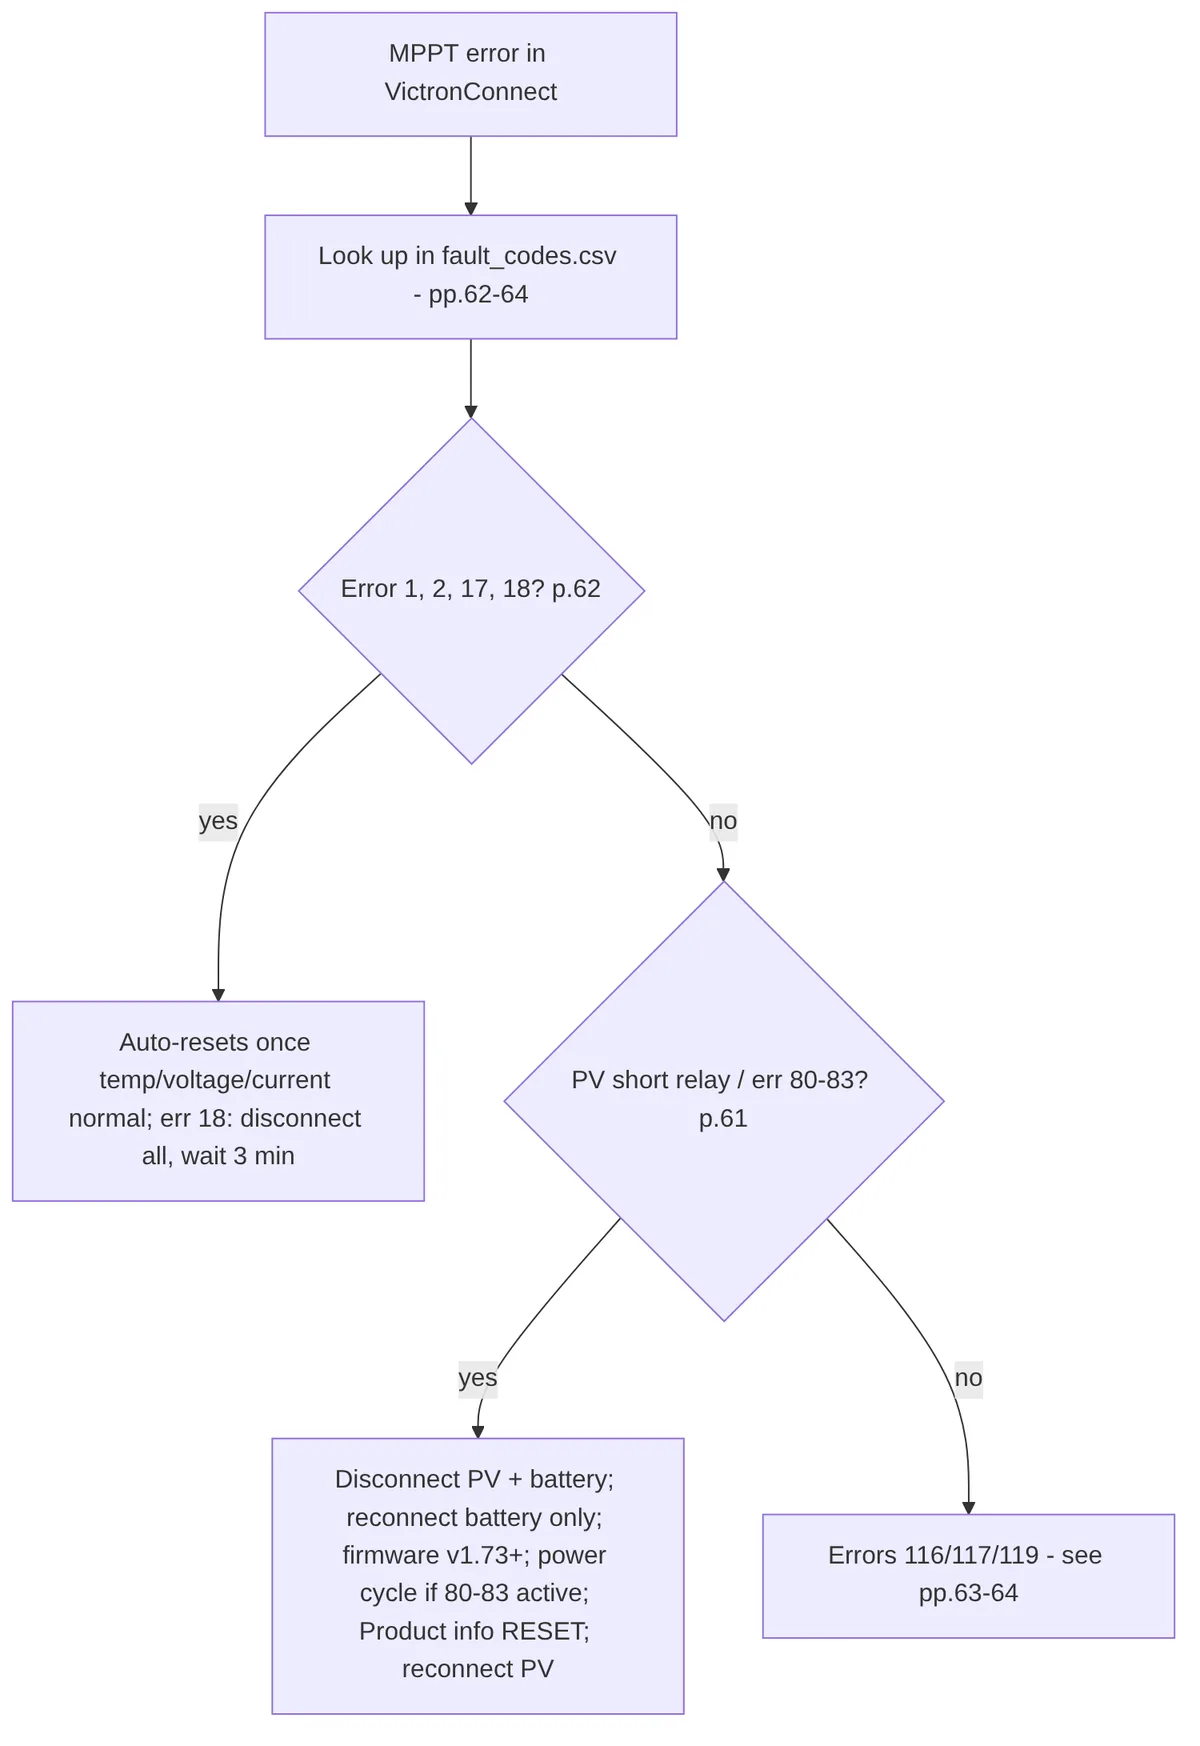 MPPT error in
VictronConnect
Look up in fault_codes.csv
- pp.62-64
Error 1, 2, 17, 18? p.62
yes
no
Auto-resets once
temp/voltage/current
normal; err 18: disconnect
all, wait 3 min
PV short relay / err 80-83?
p.61
yes
no
Disconnect PV + battery;
reconnect battery only;
firmware v1.73+; power
cycle if 80-83 active;
Product info RESET;
reconnect PV
Errors 116/117/119 - see
pp.63-64